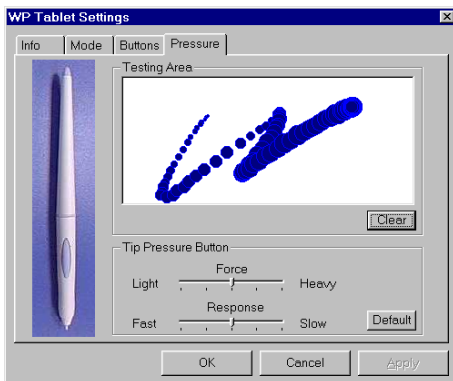 WP Tablet Settings
Info Mode Buttons Pressure
Testing Area
Clear
Tip Pressure Button
Force
Light Heavy
Response
Fast Slow
Default
OK Cancel Apply